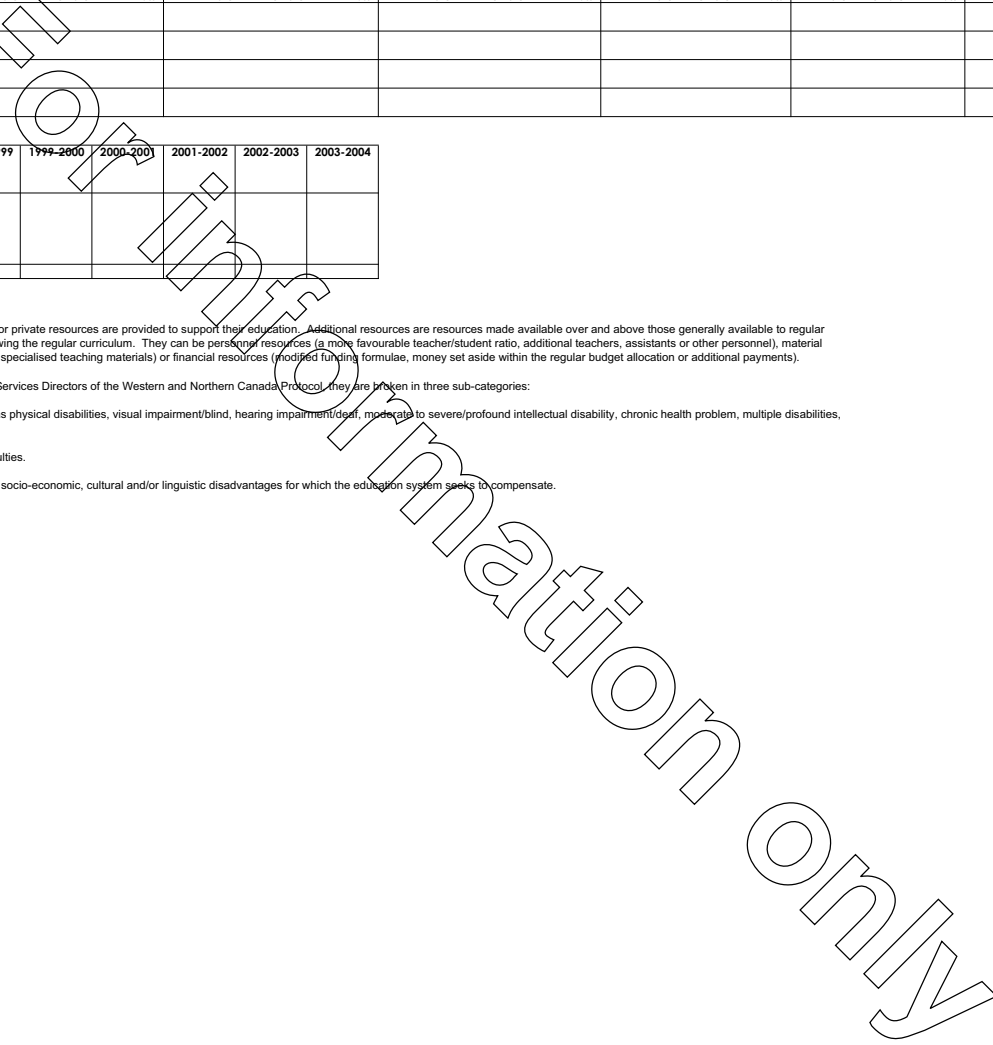 99 1999-2000 2000-2001 2001-2002 2002-2003 2003-2004
or private resources are provided to support their education. Additional resources are resources made available over and above those generally available to regular
wing the regular curriculum. They can be personnel resources (a more favourable teacher/student ratio, additional teachers, assistants or other personnel), material
specialised teaching materials) or financial resources (modified funding formulae, money set aside within the regular budget allocation or additional payments).
Services Directors of the Western and Northern Canada Protocol, they are broken in three sub-categories:
s physical disabilities, visual impairment/blind, hearing impairment/deaf, moderate to severe/profound intellectual disability, chronic health problem, multiple disabilities,
ulties.
socio-economic, cultural and/or linguistic disadvantages for which the education system seeks to compensate.
n or information only